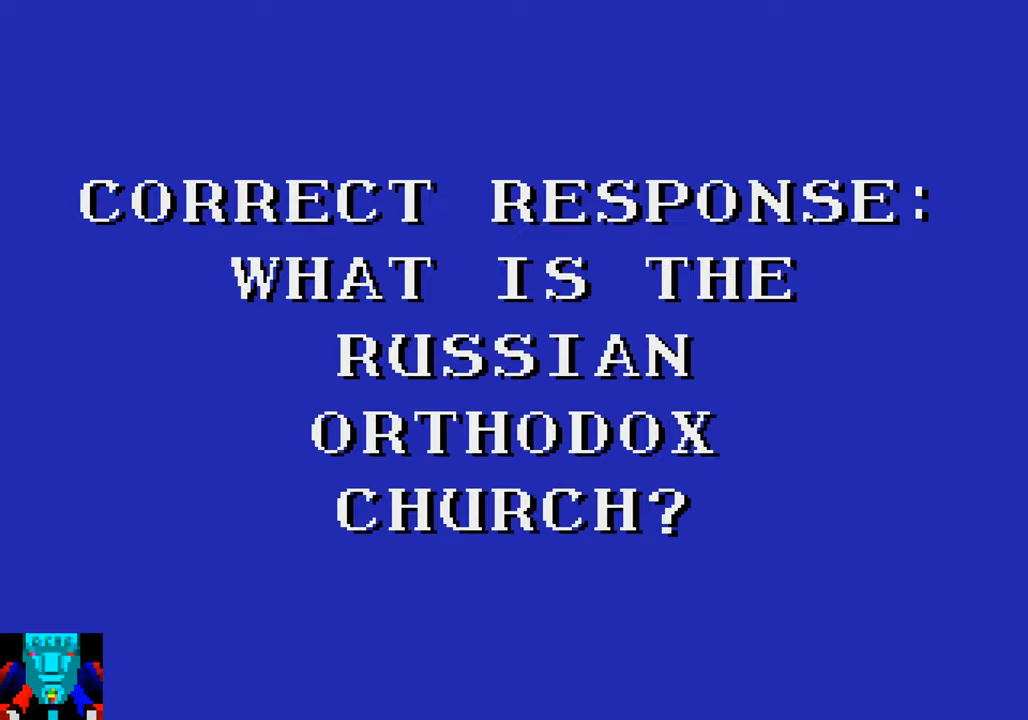 CORRECT RESPONSE:
WHAT IS THE
RUSSIAN
ORTHODOX
CHURCH?